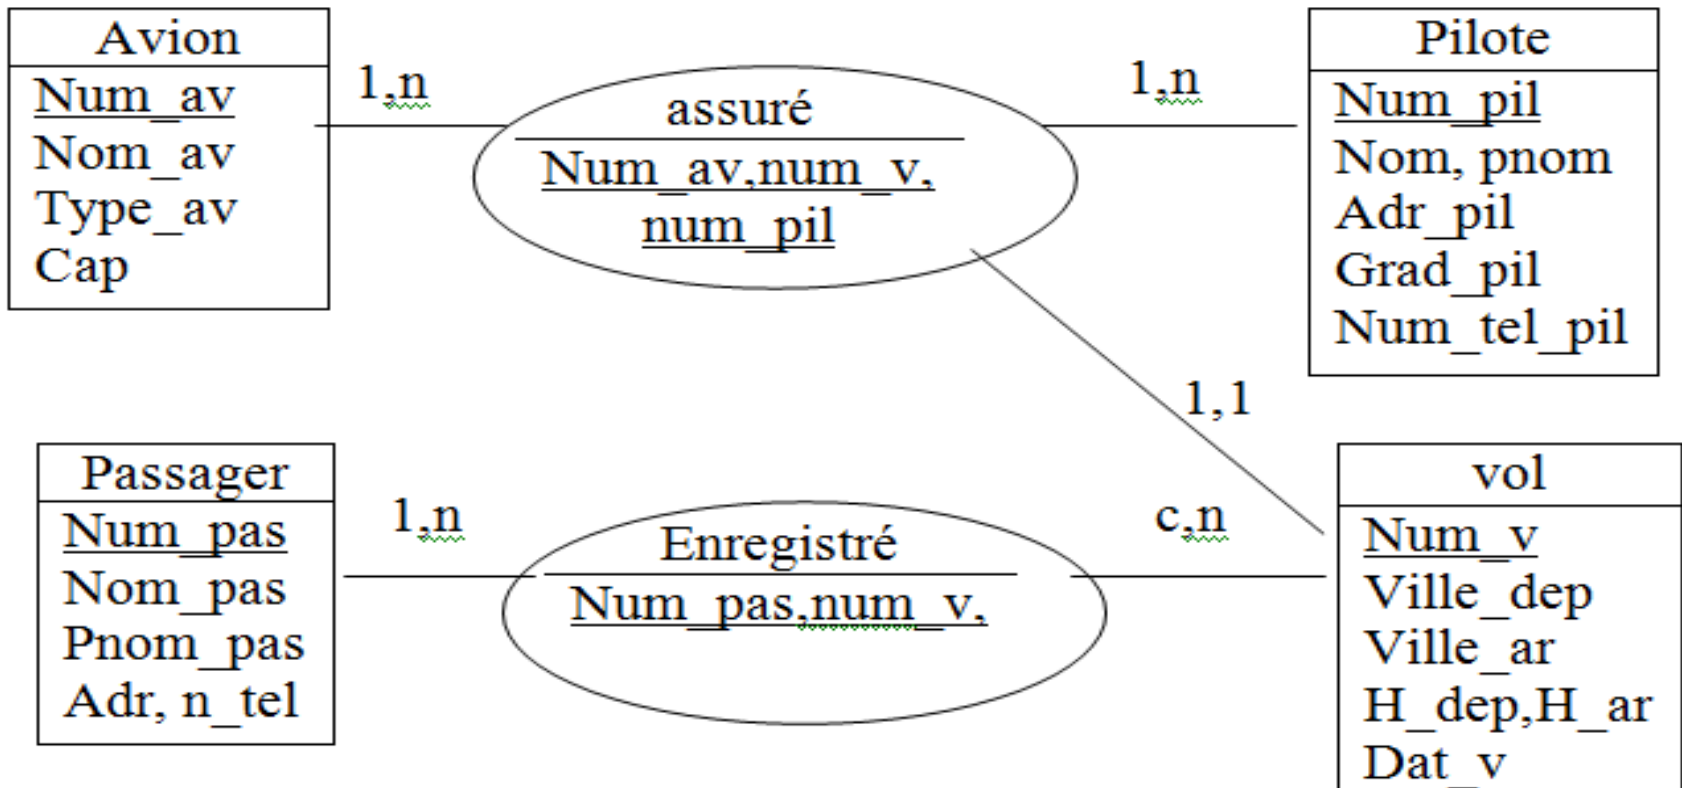 Avion
Num_av
Nom_av
Type_av
Cap
1,n
assuré
Num_av,num_v,
num_pil
1,n
Pilote
Num_pil
Nom, pnom
Adr_pil
Grad_pil
Num_tel_pil
1,1
Passager
Num_pas
Nom_pas
Pnom_pas
Adr, n_tel
1,n
Enregistré
Num_pas,num_v,
c,n
vol
Num_v
Ville_dep
Ville_ar
H_dep,H_ar
Dat_v